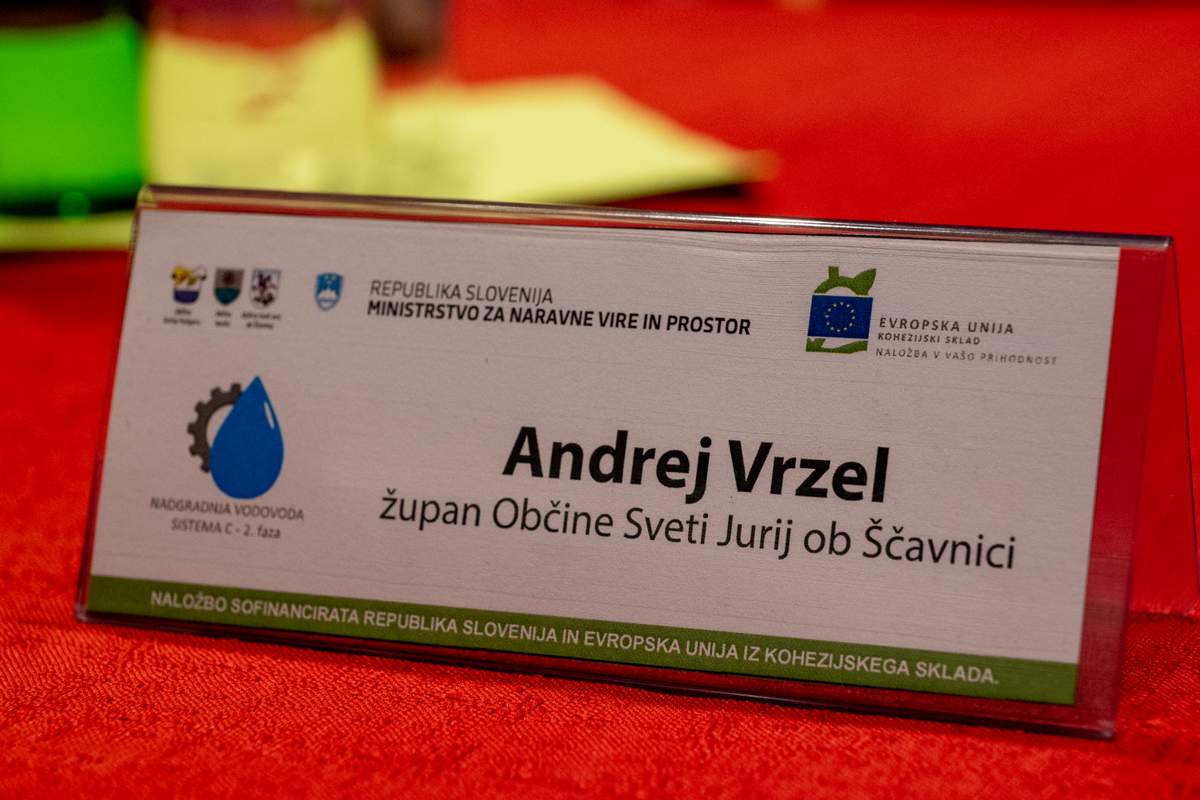 REPUBLIKA SLOVENIJA
MINISTRSTVO ZA NARAVNE VIRE IN PROSTOR
EVROPSKA UNIJA
KOHEZIJSKI SKLAD
NALOŽBA V VAŠO PRIHODNOST
NADGRADNJA VODOVODA
SISTEMA C - 2. faza
Andrej Vrzel
župan Občine Sveti Jurij ob Ščavnici
NALOŽBO SOFINANCIRATA REPUBLIKA SLOVENIJA IN EVROPSKA UNIJA IZ KOHEZIJSKEGA SKLADA.